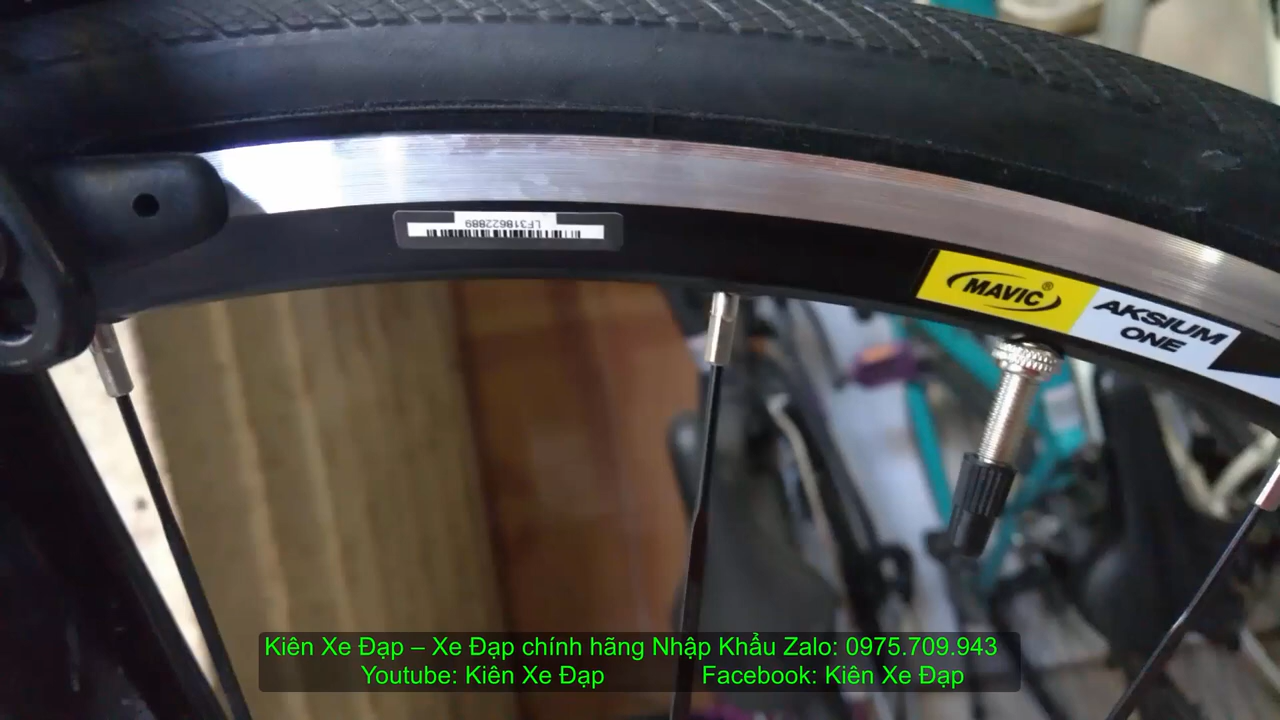 LF318622889
MAVIC®
AKSIUM
ONE
Kiên Xe Đạp – Xe Đạp chính hãng Nhập Khẩu Zalo: 0975.709.943
Youtube: Kiên Xe Đạp Facebook: Kiên Xe Đạp